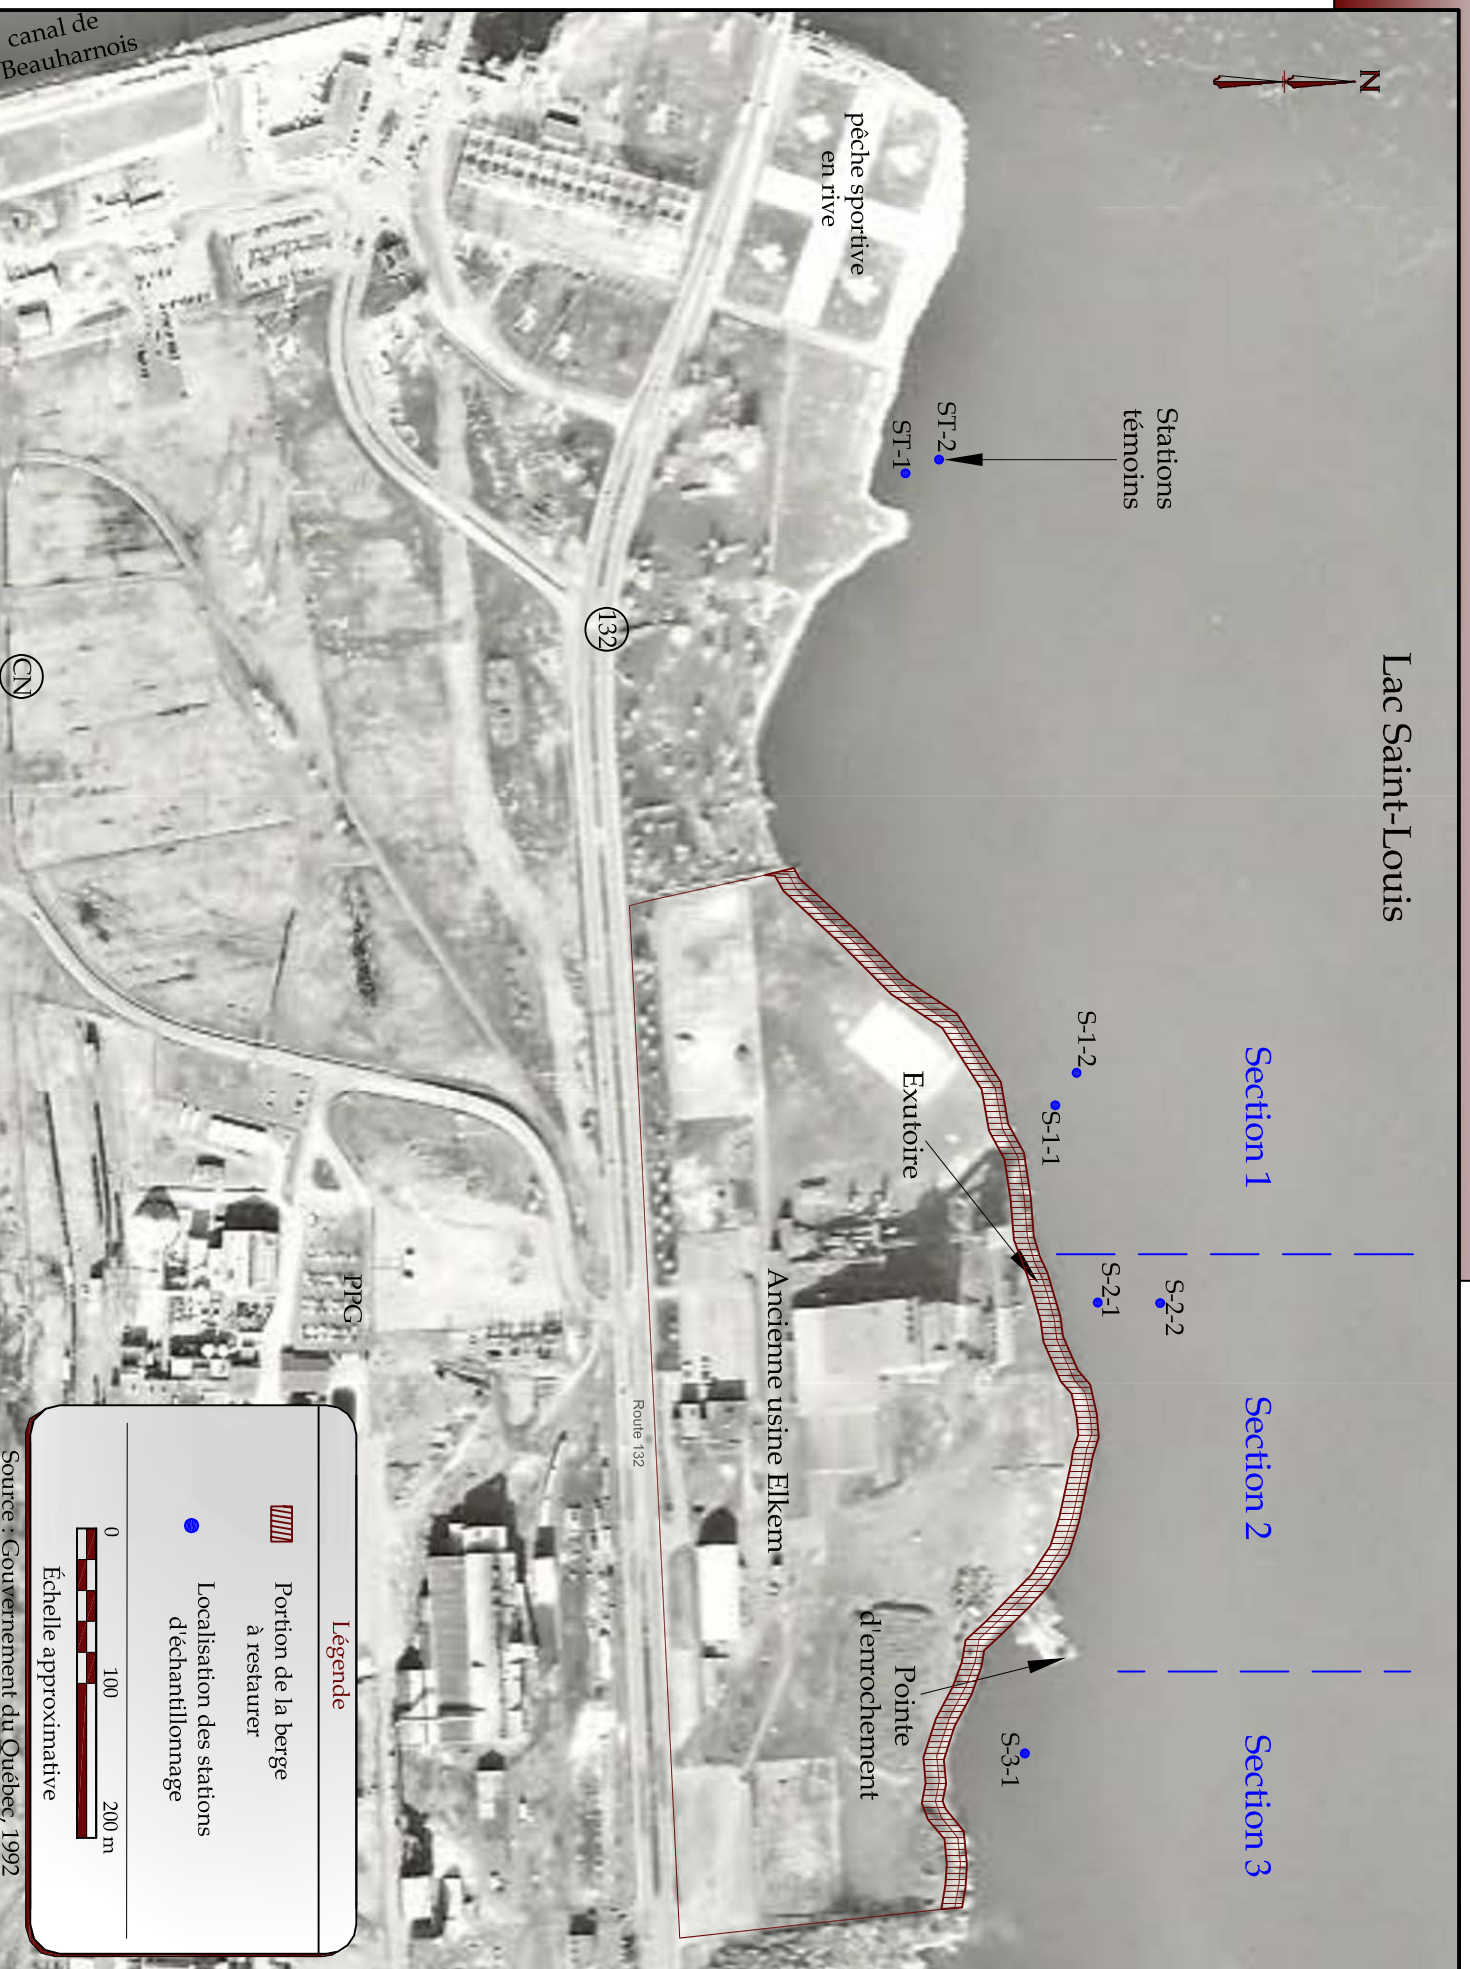 N
Lac Saint-Louis
Section 1
Section 2
Section 3
Stations
témoins
ST-2
ST-1
S-1-2
S-1-1
S-2-2
S-2-1
S-3-1
pêche sportive
en rive
Exutoire
Pointe
d'enrochement
Ancienne usine Elkem
Route 132
132
PPG
CN
canal de
Beauharnois
Légende
Portion de la berge
à restaurer
Localisation des stations
d'échantillonnage
0 100 200 m
Échelle approximative
Source : Gouvernement du Québec, 1992